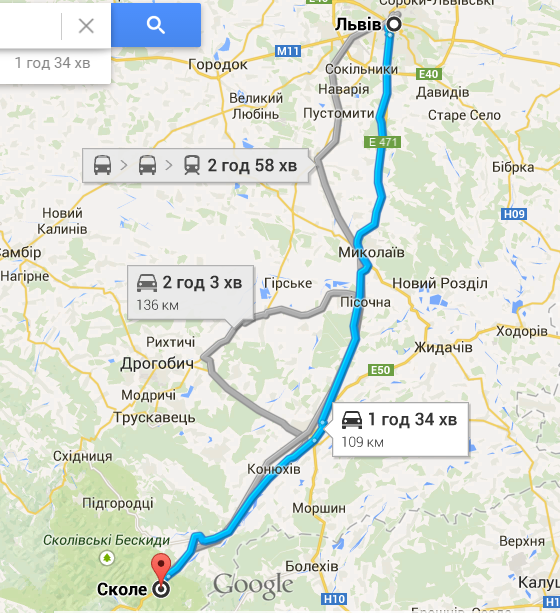 Сороки-Львівські
Львів
M11
1 год 34 хв
Городок
Сокільники
E40
Наварія
Давидів
Великий
Любінь
Пустомити
Старе Село
E 471
2 год 58 хв
Бібрка
Новий
Калинів
H09
Самбір
Миколаїв
Нагірне
2 год 3 хв
136 км
Гірське
Новий Розділ
Пісочна
Ходорів
Рихтичі
Жидачів
Дрогобич
E50
Модричі
Трускавець
1 год 34 хв
109 км
Східниця
Конюхів
Підгородці
Моршин
Сколівські Бескиди
Верхня
Болехів
Сколе
Google
H10